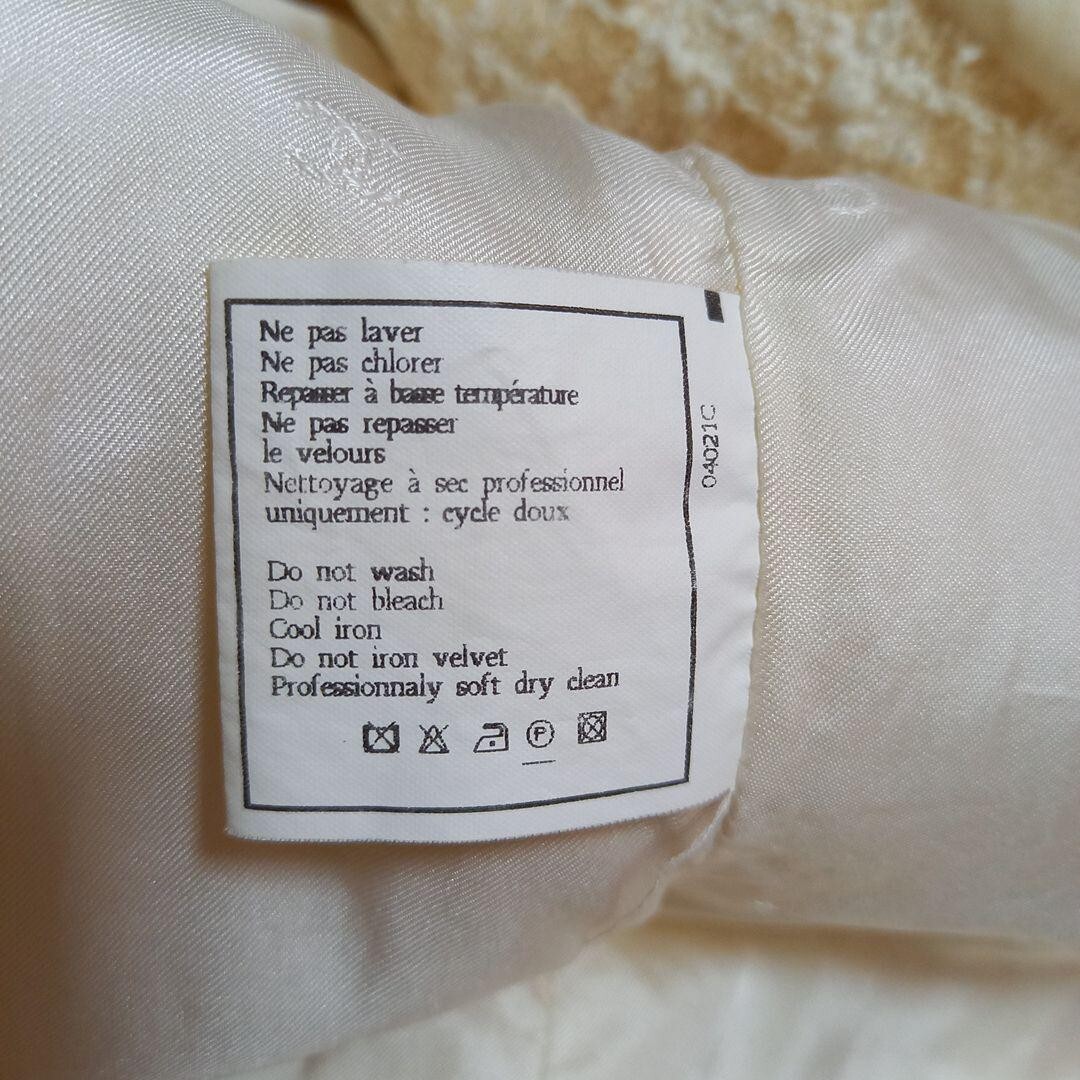 Ne pas laver
Ne pas chlorer
Repasser à basse température
Ne pas repasser
le velours
Nettoyage à sec professionnel
uniquement : cycle doux
Do not wash
Do not bleach
Cool iron
Do not iron velvet
Professionnaly soft dry clean
P
04021C